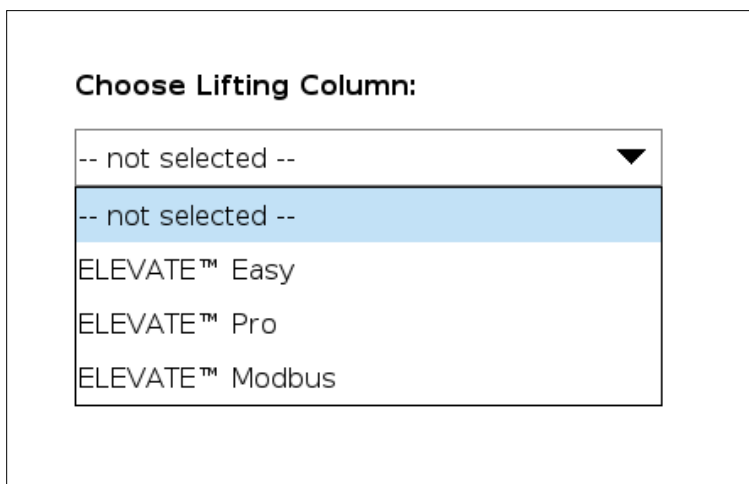 Choose Lifting Column:
-- not selected --
-- not selected --
ELEVATE™ Easy
ELEVATE™ Pro
ELEVATE™ Modbus